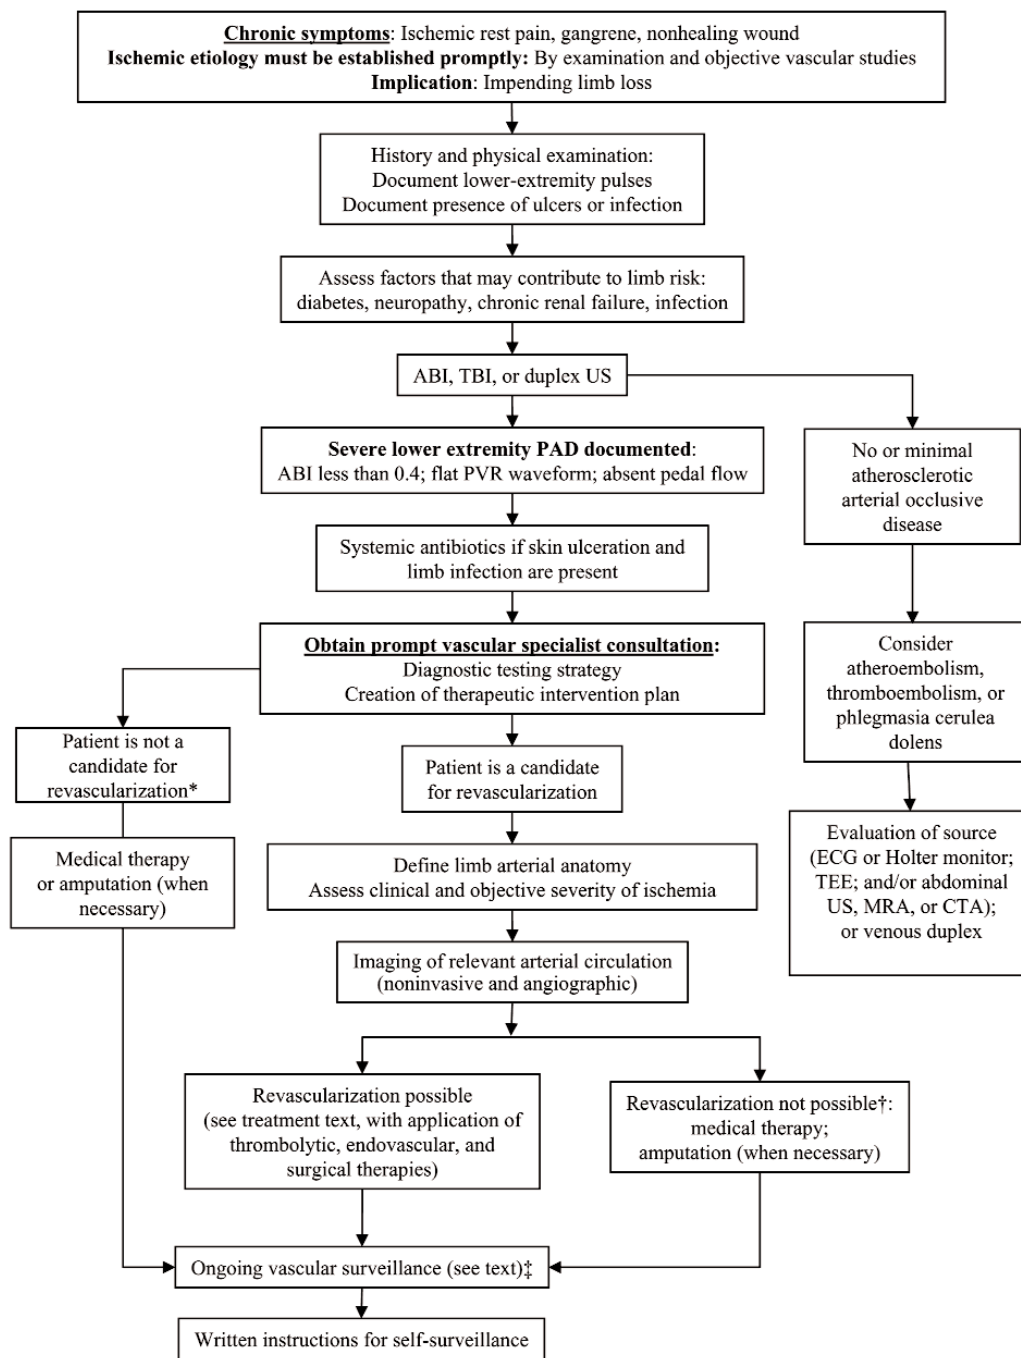 Chronic symptoms: Ischemic rest pain, gangrene, nonhealing wound
Ischemic etiology must be established promptly: By examination and objective vascular studies
Implication: Impending limb loss
History and physical examination:
Document lower-extremity pulses
Document presence of ulcers or infection
Assess factors that may contribute to limb risk:
diabetes, neuropathy, chronic renal failure, infection
ABI, TBI, or duplex US
Severe lower extremity PAD documented:
ABI less than 0.4; flat PVR waveform; absent pedal flow
No or minimal
atherosclerotic
arterial occlusive
disease
Systemic antibiotics if skin ulceration and
limb infection are present
Obtain prompt vascular specialist consultation:
Diagnostic testing strategy
Creation of therapeutic intervention plan
Consider
atheroembolism,
thromboembolism, or
phlegmasia cerulea
dolens
Patient is not a
candidate for
revascularization*
Patient is a candidate
for revascularization
Evaluation of source
(ECG or Holter monitor;
TEE; and/or abdominal
US, MRA, or CTA);
or venous duplex
Medical therapy
or amputation (when
necessary)
Define limb arterial anatomy
Assess clinical and objective severity of ischemia
Imaging of relevant arterial circulation
(noninvasive and angiographic)
Revascularization possible
(see treatment text, with application of
thrombolytic, endovascular, and
surgical therapies)
Revascularization not possible†:
medical therapy;
amputation (when necessary)
Ongoing vascular surveillance (see text)‡
Written instructions for self-surveillance